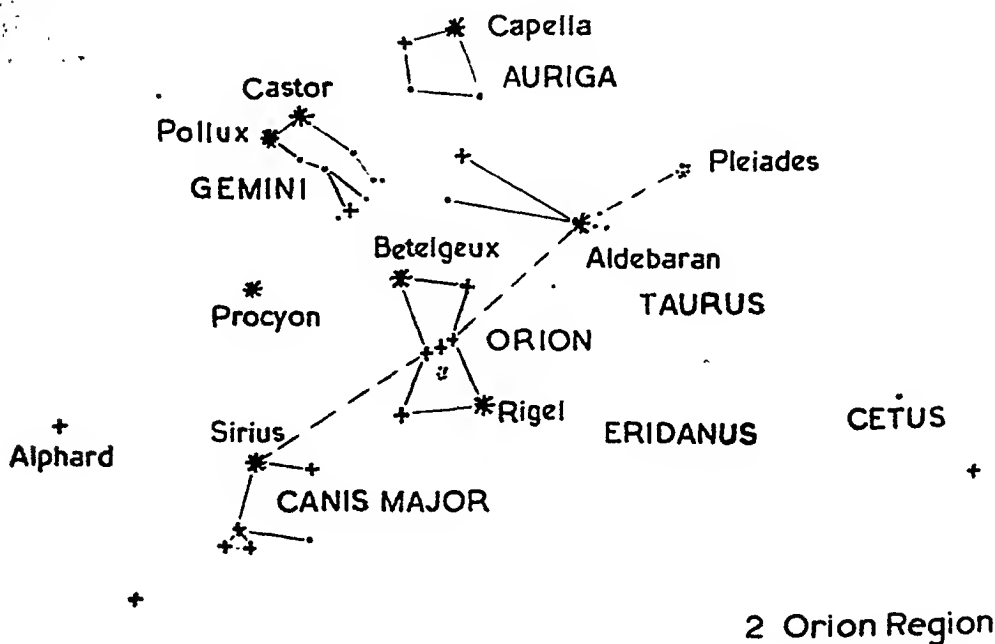 Capella
AURIGA
Castor
Pollux
GEMINI
Pleiades
Betelgeux
Aldebaran
TAURUS
Procyon
ORION
Rigel
CETUS
ERIDANUS
Sirius
Alphard
CANIS MAJOR
2 Orion Region